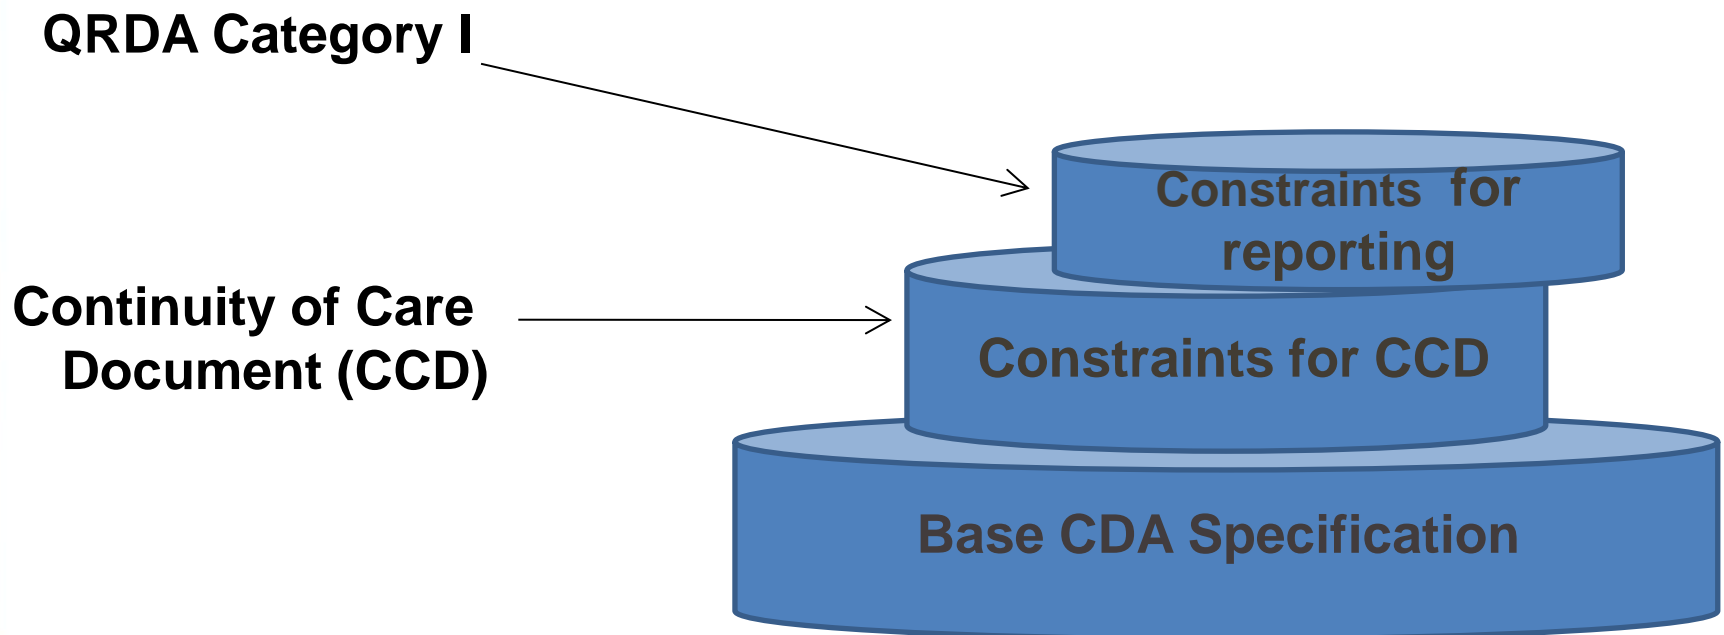 QRDA Category I
Constraints for
reporting
Continuity of Care
Document (CCD)
Constraints for CCD
Base CDA Specification